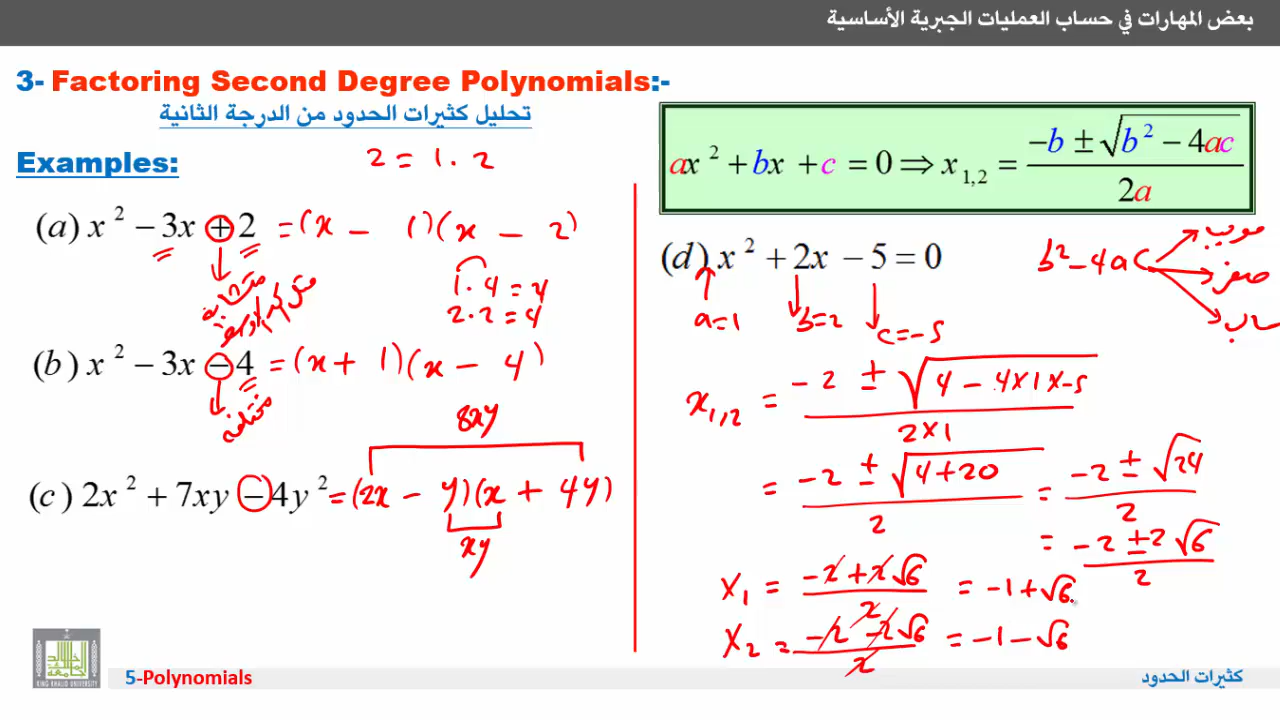 بعض المهارات في حساب العمليات الجبرية الأساسية
3- Factoring Second Degree Polynomials:-
تحليل كثيرات الحدود من الدرجة الثانية
Examples:
2 = 1 . 2
(a) x² − 3x + 2 = (x − 1)(x − 2)
متشابهة
1 . 4 = 4
2 . 2 = 4
(b) x² − 3x − 4 = (x + 1)(x − 4)
مختلفة
8xy
(c) 2x² + 7xy − 4y² = (2x − y)(x + 4y)
xy
ax² + bx + c = 0 ⇒ x₁,₂ = (−b ± √(b² − 4ac)) / 2a
(d) x² + 2x − 5 = 0
a=1 b=2 c=−5
b² − 4ac
موجب
صفر
سالب
x₁,₂ = (−2 ± √(4 − 4×1×−5)) / 2×1
= (−2 ± √(4+20)) / 2 = (−2 ± √24) / 2
= (−2 ± 2√6) / 2
x₁ = (−2 + 2√6) / 2 = −1 + √6
x₂ = (−2 − 2√6) / 2 = −1 − √6
KING KHALID UNIVERSITY
5-Polynomials
كثيرات الحدود